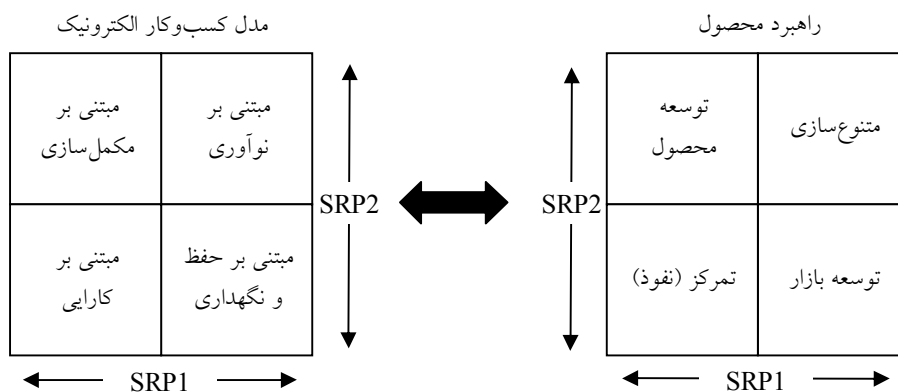 راهبرد محصول
مدل کسب‌وکار الکترونیک
متنوع‌سازی
توسعه
محصول
توسعه بازار
تمرکز (نفوذ)
SRP2
SRP1
SRP2
مبتنی بر
نوآوری
مبتنی بر
مکمل‌سازی
مبتنی بر حفظ
و نگهداری
مبتنی بر
کارایی
SRP1